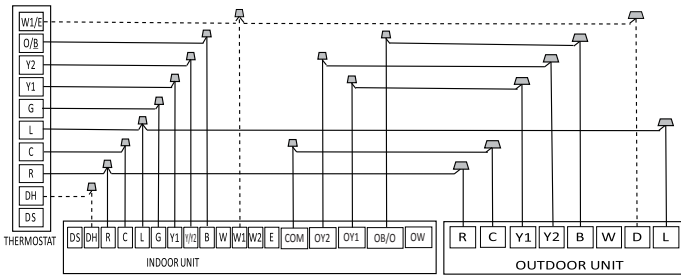 W1/E
O/B
Y2
Y1
G
L
C
R
DH
DS
THERMOSTAT
DS DH R C L G Y1 Y/Y2 B W W1 W2 E COM OY2 OY1 OB/O OW
INDOOR UNIT
R C Y1 Y2 B W D L
OUTDOOR UNIT